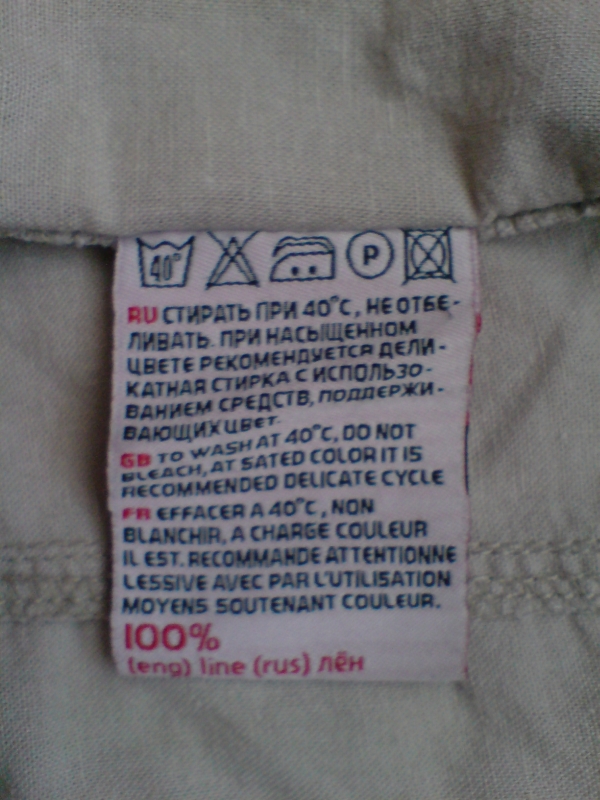 40°
P
RU СТИРАТЬ ПРИ 40°С, НЕ ОТБЕ-
ЛИВАТЬ. ПРИ НАСЫЩЕННОМ
ЦВЕТЕ РЕКОМЕНДУЕТСЯ ДЕЛИ-
КАТНАЯ СТИРКА С ИСПОЛЬЗО-
ВАНИЕМ СРЕДСТВ, ПОДДЕРЖИ-
ВАЮЩИХ ЦВЕТ.
GB TO WASH AT 40°C, DO NOT
BLEACH, AT SATED COLOR IT IS
RECOMMENDED DELICATE CYCLE
FR EFFACER A 40°C, NON
BLANCHIR, A CHARGE COULEUR
IL EST. RECOMMANDE ATTENTIONNE
LESSIVE AVEC PAR L'UTILISATION
MOYENS SOUTENANT COULEUR.
100%
(eng) line (rus) лён